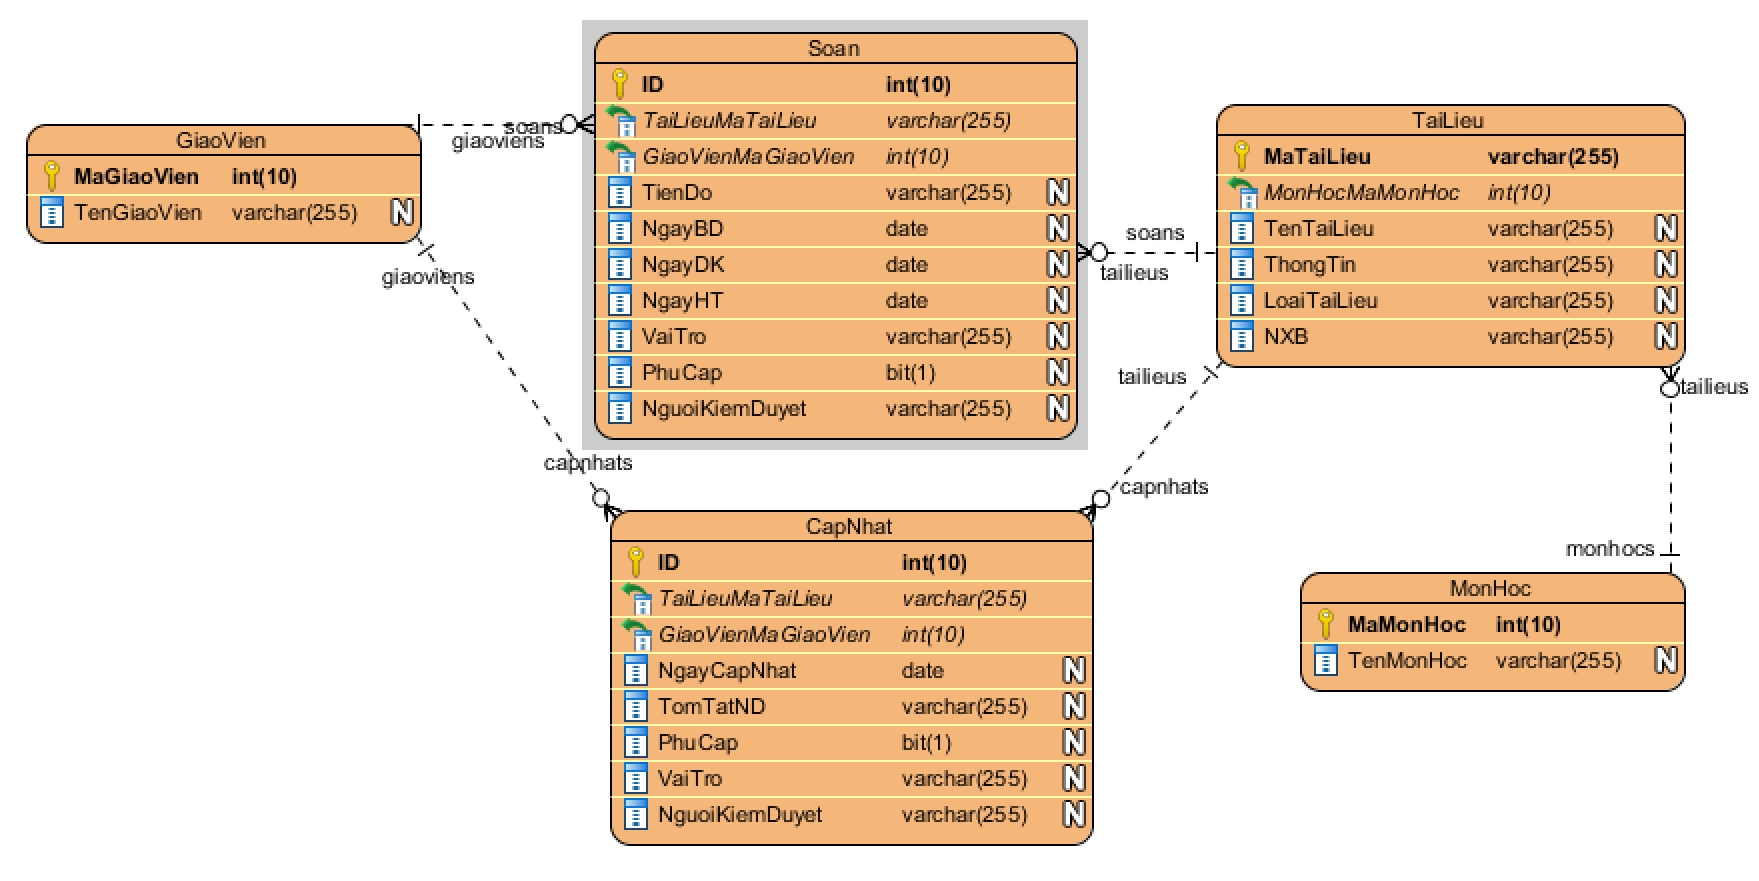 GiaoVien
MaGiaoVien int(10)
TenGiaoVien varchar(255) N
soans
giaoviens
giaoviens
capnhats
Soan
ID int(10)
TaiLieuMaTaiLieu varchar(255)
GiaoVienMaGiaoVien int(10)
TienDo varchar(255) N
NgayBD date N
NgayDK date N
NgayHT date N
VaiTro varchar(255) N
PhuCap bit(1) N
NguoiKiemDuyet varchar(255) N
soans
tailieus
TaiLieu
MaTaiLieu varchar(255)
MonHocMaMonHoc int(10)
TenTaiLieu varchar(255) N
ThongTin varchar(255) N
LoaiTaiLieu varchar(255) N
NXB varchar(255) N
tailieus
capnhats
tailieus
monhocs
CapNhat
ID int(10)
TaiLieuMaTaiLieu varchar(255)
GiaoVienMaGiaoVien int(10)
NgayCapNhat date N
TomTatND varchar(255) N
PhuCap bit(1) N
VaiTro varchar(255) N
NguoiKiemDuyet varchar(255) N
MonHoc
MaMonHoc int(10)
TenMonHoc varchar(255) N